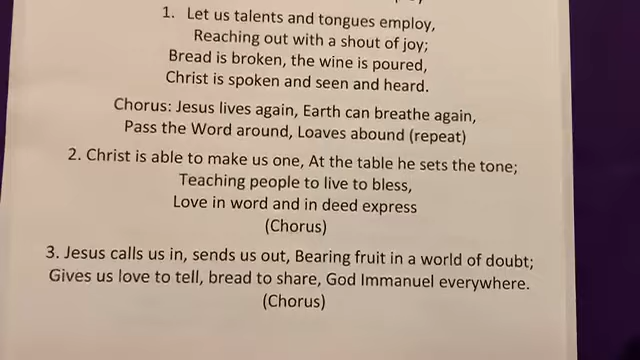 1. Let us talents and tongues employ,
Reaching out with a shout of joy;
Bread is broken, the wine is poured,
Christ is spoken and seen and heard.
Chorus: Jesus lives again, Earth can breathe again,
Pass the Word around, Loaves abound (repeat)
2. Christ is able to make us one, At the table he sets the tone;
Teaching people to live to bless,
Love in word and in deed express
(Chorus)
3. Jesus calls us in, sends us out, Bearing fruit in a world of doubt;
Gives us love to tell, bread to share, God Immanuel everywhere.
(Chorus)